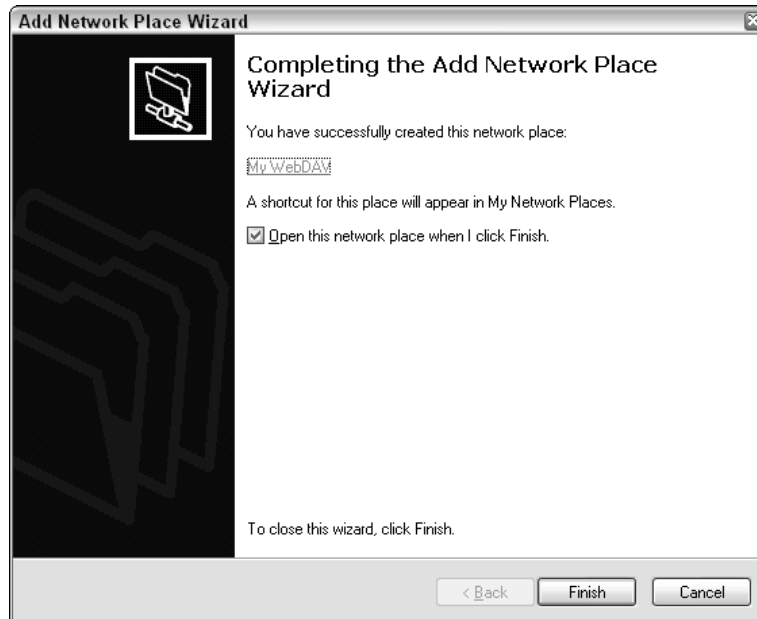 Add Network Place Wizard
Completing the Add Network Place
Wizard
You have successfully created this network place:
My WebDAV
A shortcut for this place will appear in My Network Places.
Open this network place when I click Finish.
To close this wizard, click Finish.
< Back Finish Cancel